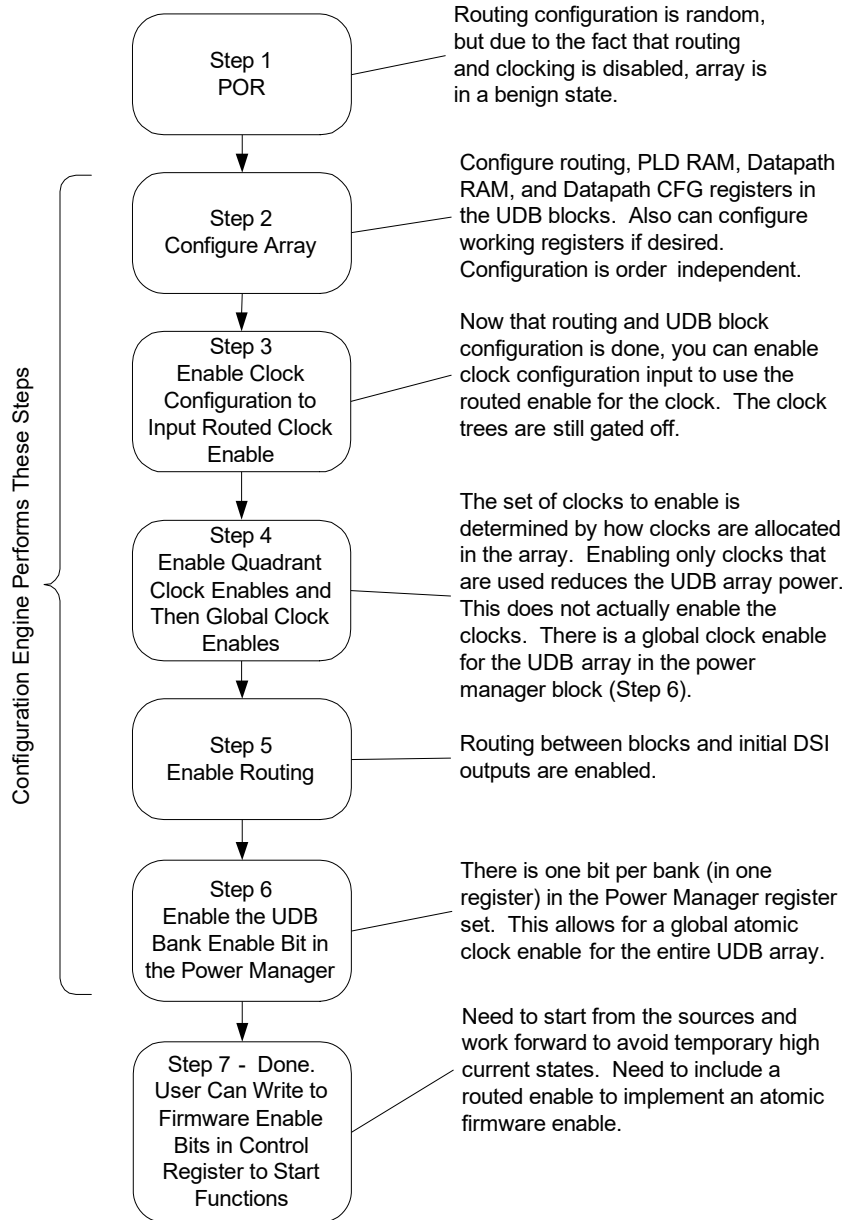 Routing configuration is random,
but due to the fact that routing
and clocking is disabled, array is
in a benign state.
Step 1
POR
Configure routing, PLD RAM, Datapath
RAM, and Datapath CFG registers in
the UDB blocks.  Also can configure
working registers if desired.
Configuration is order independent.
Step 2
Configure Array
Now that routing and UDB block
configuration is done, you can enable
clock configuration input to use the
routed enable for the clock.  The clock
trees are still gated off.
Step 3
Enable Clock
Configuration to
Input Routed Clock
Enable
Configuration Engine Performs These Steps
The set of clocks to enable is
determined by how clocks are allocated
in the array.  Enabling only clocks that
are used reduces the UDB array power.
This does not actually enable the
clocks.  There is a global clock enable
for the UDB array in the power
manager block (Step 6).
Step 4
Enable Quadrant
Clock Enables and
Then Global Clock
Enables
Step 5
Enable Routing
Routing between blocks and initial DSI
outputs are enabled.
There is one bit per bank (in one
register) in the Power Manager register
set.  This allows for a global atomic
clock enable for the entire UDB array.
Step 6
Enable the UDB
Bank Enable Bit in
the Power Manager
Need to start from the sources and
work forward to avoid temporary high
current states.  Need to include a
routed enable to implement an atomic
firmware enable.
Step 7 -  Done.
User Can Write to
Firmware Enable
Bits in Control
Register to Start
Functions